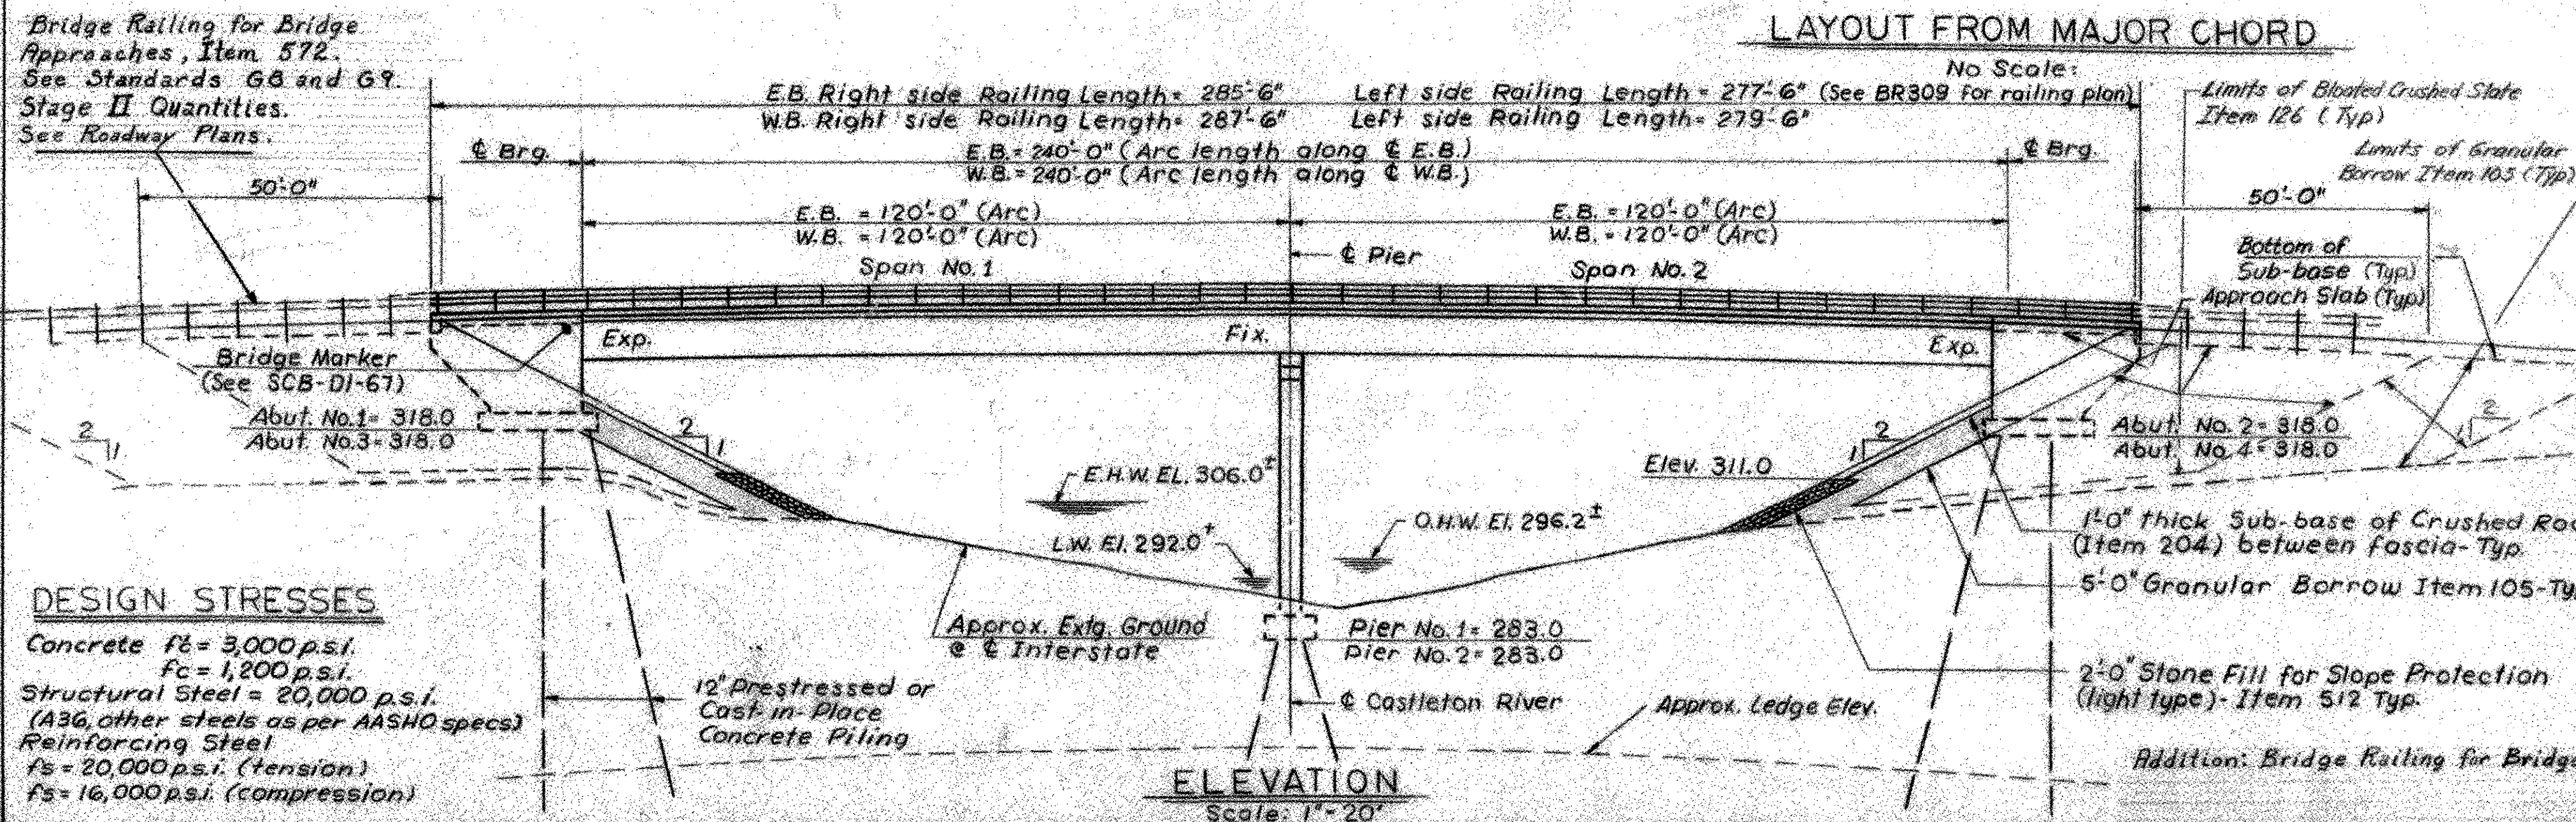 Bridge Railing for Bridge
Approaches, Item 572.
See Standards G8 and G9.
Stage II Quantities.
See Roadway Plans.
LAYOUT FROM MAJOR CHORD
No Scale:
E.B. Right side Railing Length= 285'-6" Left side Railing Length = 277'-6" (See BR309 for railing plan)
W.B. Right side Railing Length= 287'-6" Left side Railing Length= 279'-6"
Limits of Bloated Crushed Slate
Item 126 (Typ)
Limits of Granular
Borrow Item 105 (Typ)
℄ Brg.
E.B.= 240'-0" (Arc length along ℄ E.B.)
W.B.= 240'-0" (Arc length along ℄ W.B.)
℄ Brg.
50'-0"
50'-0"
E.B. = 120'-0" (Arc)
W.B. = 120'-0" (Arc)
E.B. = 120'-0" (Arc)
W.B. = 120'-0" (Arc)
℄ Pier
Span No. 1
Span No. 2
Bottom of
Sub-base (Typ)
Approach Slab (Typ)
Exp.
Fix.
Exp.
Bridge Marker
(See SCB-D1-67)
Abut. No.1= 318.0
Abut. No.3= 318.0
2
1
2
1
E.H.W. EL. 306.0±
L.W. El. 292.0±
O.H.W. El. 296.2±
Elev. 311.0
2
1
Abut. No. 2= 318.0
Abut. No. 4= 318.0
2
1
1'-0" thick Sub-base of Crushed
(Item 204) between fascia-Typ.
5'-0" Granular Borrow Item 105-
2'-0" Stone Fill for Slope Protection
(light type)- Item 512 Typ.
Approx. Extg. Ground
@ ℄ Interstate
Pier No. 1= 283.0
Pier No. 2= 283.0
℄ Castleton River
Approx. Ledge Elev.
12" Prestressed or
Cast-in-Place
Concrete Piling
DESIGN STRESSES
Concrete f'c = 3,000 p.s.i.
fc = 1,200 p.s.i.
Structural Steel = 20,000 p.s.i.
(A36, other steels as per AASHO specs)
Reinforcing Steel
fs = 20,000 p.s.i. (tension)
fs = 16,000 p.s.i. (compression)
ELEVATION
Scale: 1"=20'
Addition: Bridge Railing for Bridge